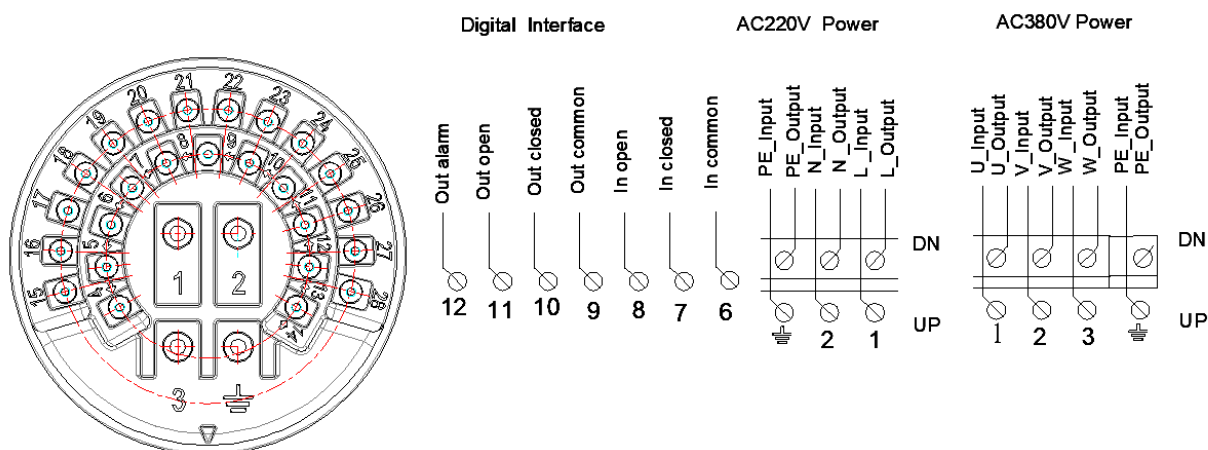 Digital Interface
AC220V Power
AC380V Power
Out alarm
Out open
Out closed
Out common
In open
In closed
In common
12
11
10
9
8
7
6
PE_Input
PE_Output
N_Input
N_Output
L_Input
L_Output
DN
UP
2
1
U_Input
U_Output
V_Input
V_Output
W_Input
W_Output
PE_Input
PE_Output
DN
UP
1
2
3
15
16
17
18
19
20
21
22
23
24
25
26
27
28
4
5
6
7
8
9
10
11
12
13
14
1
2
3